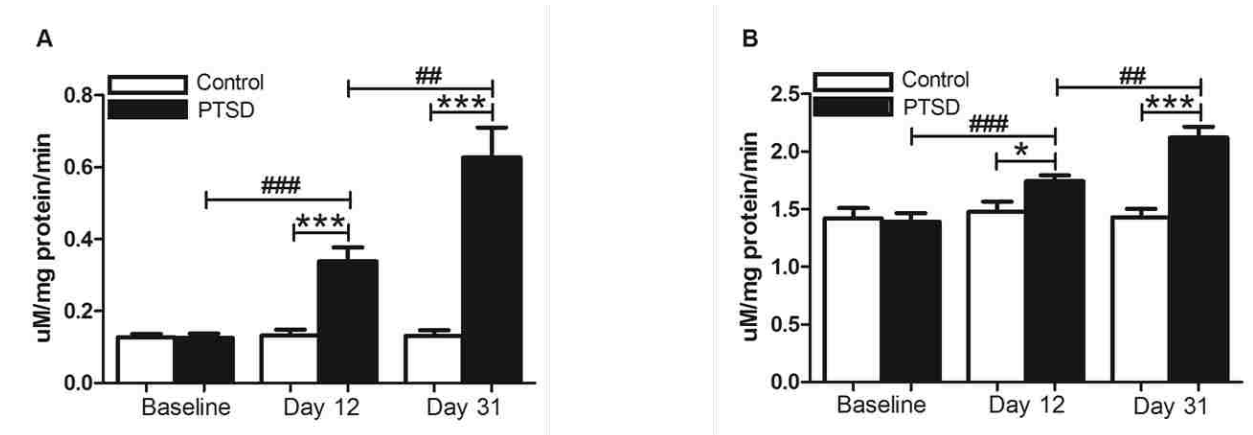 A
uM/mg protein/min
Control
PTSD
##
***
###
***
0.8
0.6
0.4
0.2
0.0
Baseline
Day 12
Day 31
B
uM/mg protein/min
Control
PTSD
##
***
###
*
2.5
2.0
1.5
1.0
0.5
0.0
Baseline
Day 12
Day 31